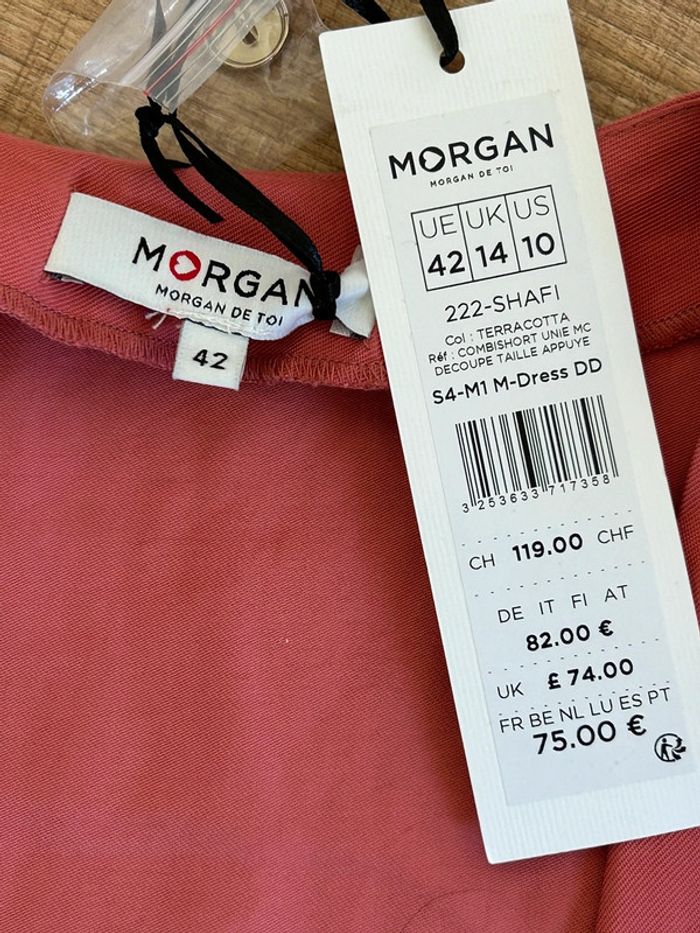 MORGAN
MORGAN DE TOI
42
MORGAN
MORGAN DE TOI
UE UK US
42 14 10
222-SHAFI
Col : TERRACOTTA
Réf : COMBISHORT UNIE MC
DECOUPE TAILLE APPUYE
S4-M1 M-Dress DD
3 253633 717358
CH 119.00 CHF
DE IT FI AT
82.00 €
UK £ 74.00
FR BE NL LU ES PT
75.00 €